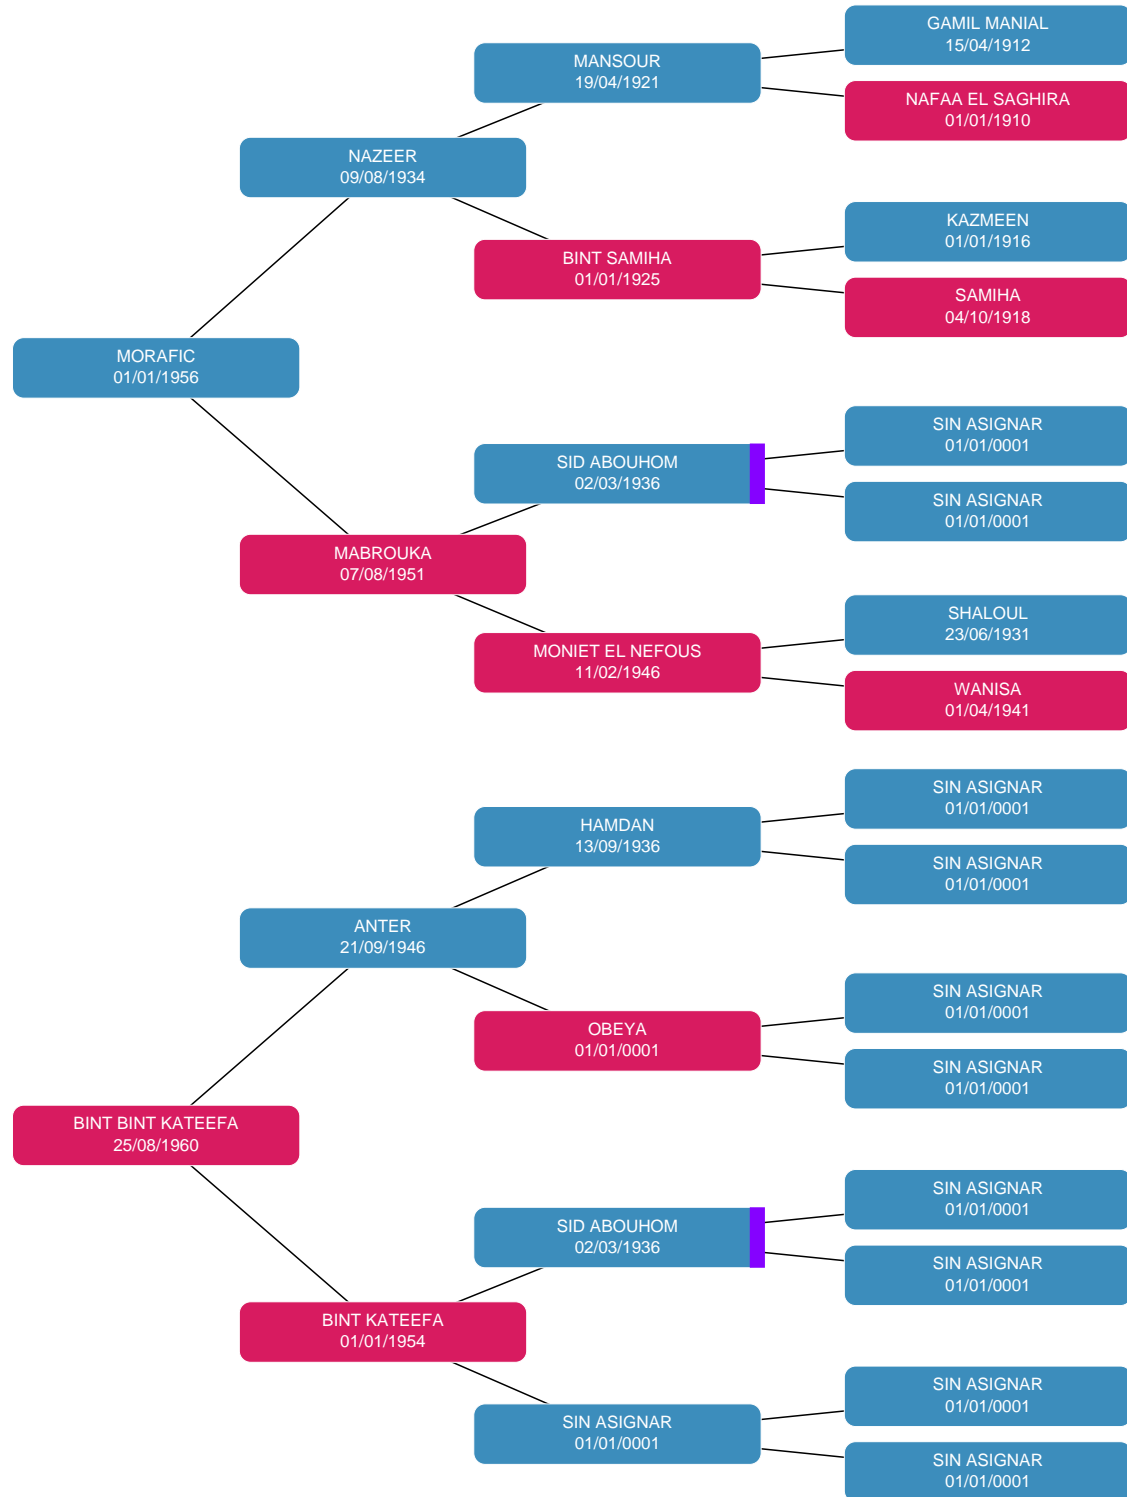 GAMIL MANIAL
15/04/1912
MANSOUR
19/04/1921
NAFAA EL SAGHIRA
01/01/1910
NAZEER
09/08/1934
KAZMEEN
01/01/1916
BINT SAMIHA
01/01/1925
SAMIHA
04/10/1918
MORAFIC
01/01/1956
SIN ASIGNAR
01/01/0001
SID ABOUHOM
02/03/1936
SIN ASIGNAR
01/01/0001
MABROUKA
07/08/1951
SHALOUL
23/06/1931
MONIET EL NEFOUS
11/02/1946
WANISA
01/04/1941
SIN ASIGNAR
01/01/0001
HAMDAN
13/09/1936
SIN ASIGNAR
01/01/0001
ANTER
21/09/1946
SIN ASIGNAR
01/01/0001
OBEYA
01/01/0001
SIN ASIGNAR
01/01/0001
BINT BINT KATEEFA
25/08/1960
SIN ASIGNAR
01/01/0001
SID ABOUHOM
02/03/1936
SIN ASIGNAR
01/01/0001
BINT KATEEFA
01/01/1954
SIN ASIGNAR
01/01/0001
SIN ASIGNAR
01/01/0001
SIN ASIGNAR
01/01/0001